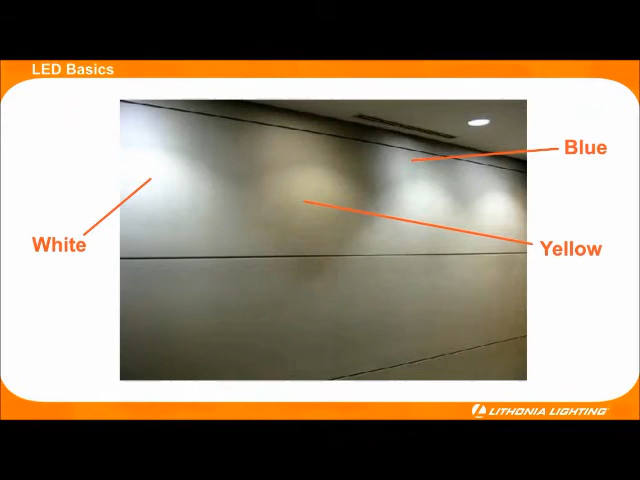 LED Basics
Blue
White
Yellow
LITHONIA LIGHTING